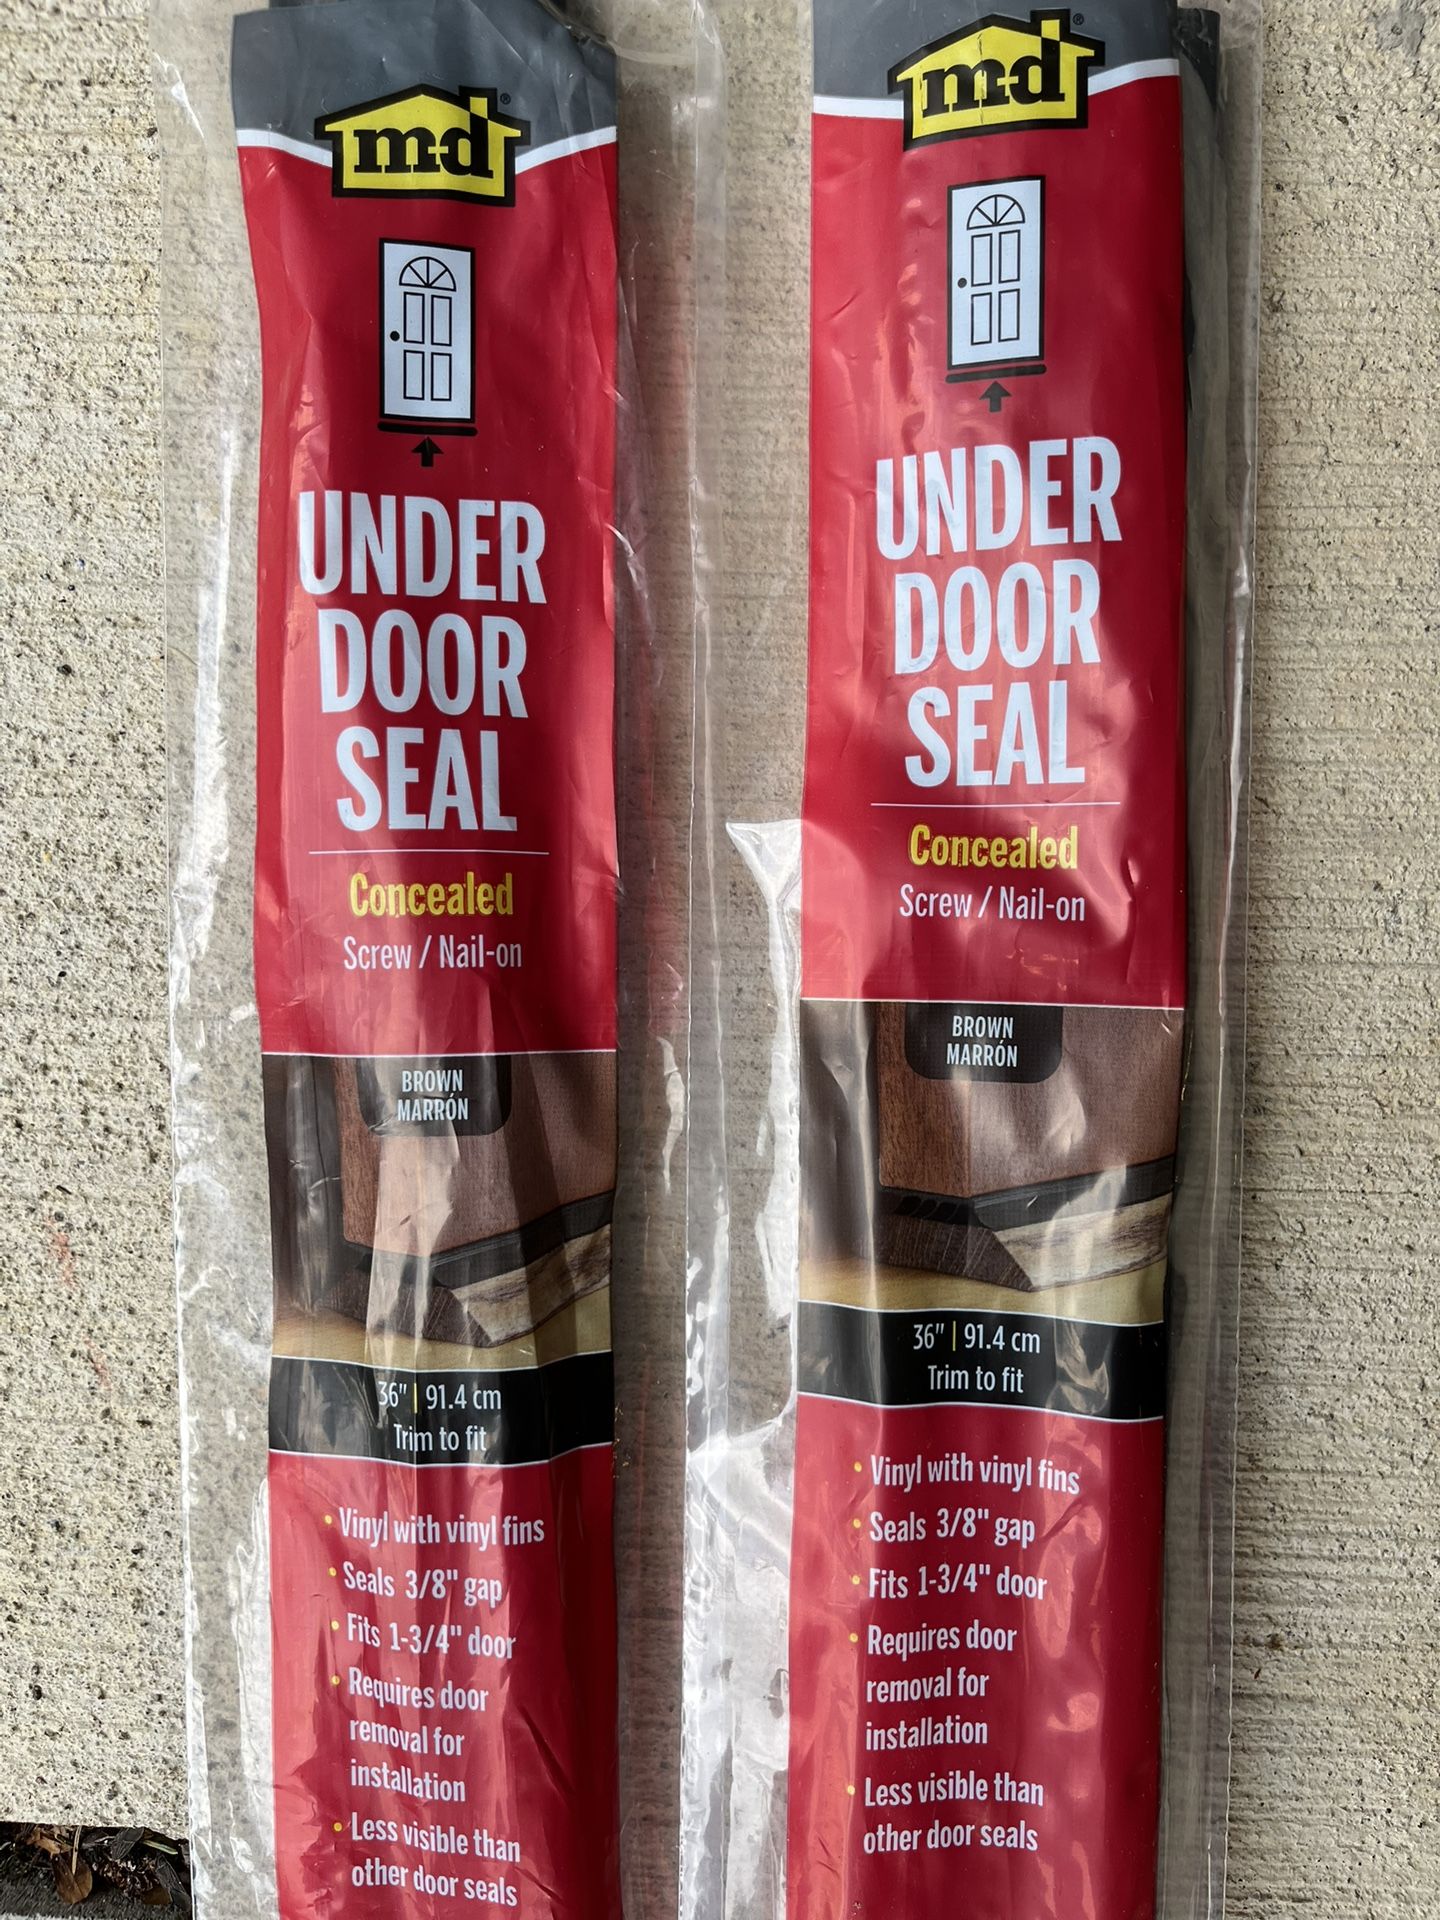 m-d®
UNDER
DOOR
SEAL
Concealed
Screw / Nail-on
BROWN
MARRÓN
36" | 91.4 cm
Trim to fit
• Vinyl with vinyl fins
• Seals 3/8" gap
• Fits 1-3/4" door
• Requires door
removal for
installation
• Less visible than
other door seals
m-d®
UNDER
DOOR
SEAL
Concealed
Screw / Nail-on
BROWN
MARRÓN
36" | 91.4 cm
Trim to fit
• Vinyl with vinyl fins
• Seals 3/8" gap
• Fits 1-3/4" door
• Requires door
removal for
installation
• Less visible than
other door seals